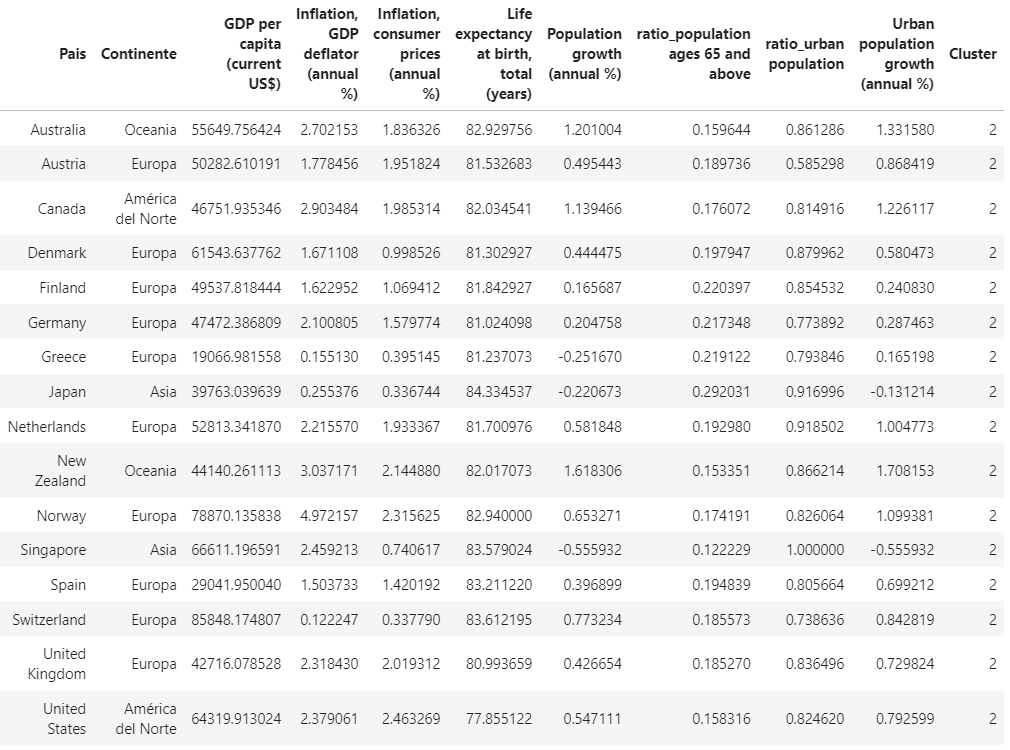 Pais Continente GDP per capita (current US$) Inflation, GDP deflator (annual %) Inflation, consumer prices (annual %) Life expectancy at birth, total (years) Population growth (annual %) ratio_population ages 65 and above ratio_urban population Urban population growth (annual %) Cluster
Australia Oceania 55649.756424 2.702153 1.836326 82.929756 1.201004 0.159644 0.861286 1.331580 2
Austria Europa 50282.610191 1.778456 1.951824 81.532683 0.495443 0.189736 0.585298 0.868419 2
Canada América del Norte 46751.935346 2.903484 1.985314 82.034541 1.139466 0.176072 0.814916 1.226117 2
Denmark Europa 61543.637762 1.671108 0.998526 81.302927 0.444475 0.197947 0.879962 0.580473 2
Finland Europa 49537.818444 1.622952 1.069412 81.842927 0.165687 0.220397 0.854532 0.240830 2
Germany Europa 47472.386809 2.100805 1.579774 81.024098 0.204758 0.217348 0.773892 0.287463 2
Greece Europa 19066.981558 0.155130 0.395145 81.237073 -0.251670 0.219122 0.793846 0.165198 2
Japan Asia 39763.039639 0.255376 0.336744 84.334537 -0.220673 0.292031 0.916996 -0.131214 2
Netherlands Europa 52813.341870 2.215570 1.933367 81.700976 0.581848 0.192980 0.918502 1.004773 2
New Zealand Oceania 44140.261113 3.037171 2.144880 82.017073 1.618306 0.153351 0.866214 1.708153 2
Norway Europa 78870.135838 4.972157 2.315625 82.940000 0.653271 0.174191 0.826064 1.099381 2
Singapore Asia 66611.196591 2.459213 0.740617 83.579024 -0.555932 0.122229 1.000000 -0.555932 2
Spain Europa 29041.950040 1.503733 1.420192 83.211220 0.396899 0.194839 0.805664 0.699212 2
Switzerland Europa 85848.174807 0.122247 0.337790 83.612195 0.773234 0.185573 0.738636 0.842819 2
United Kingdom Europa 42716.078528 2.318430 2.019312 80.993659 0.426654 0.185270 0.836496 0.729824 2
United States América del Norte 64319.913024 2.379061 2.463269 77.855122 0.547111 0.158316 0.824620 0.792599 2